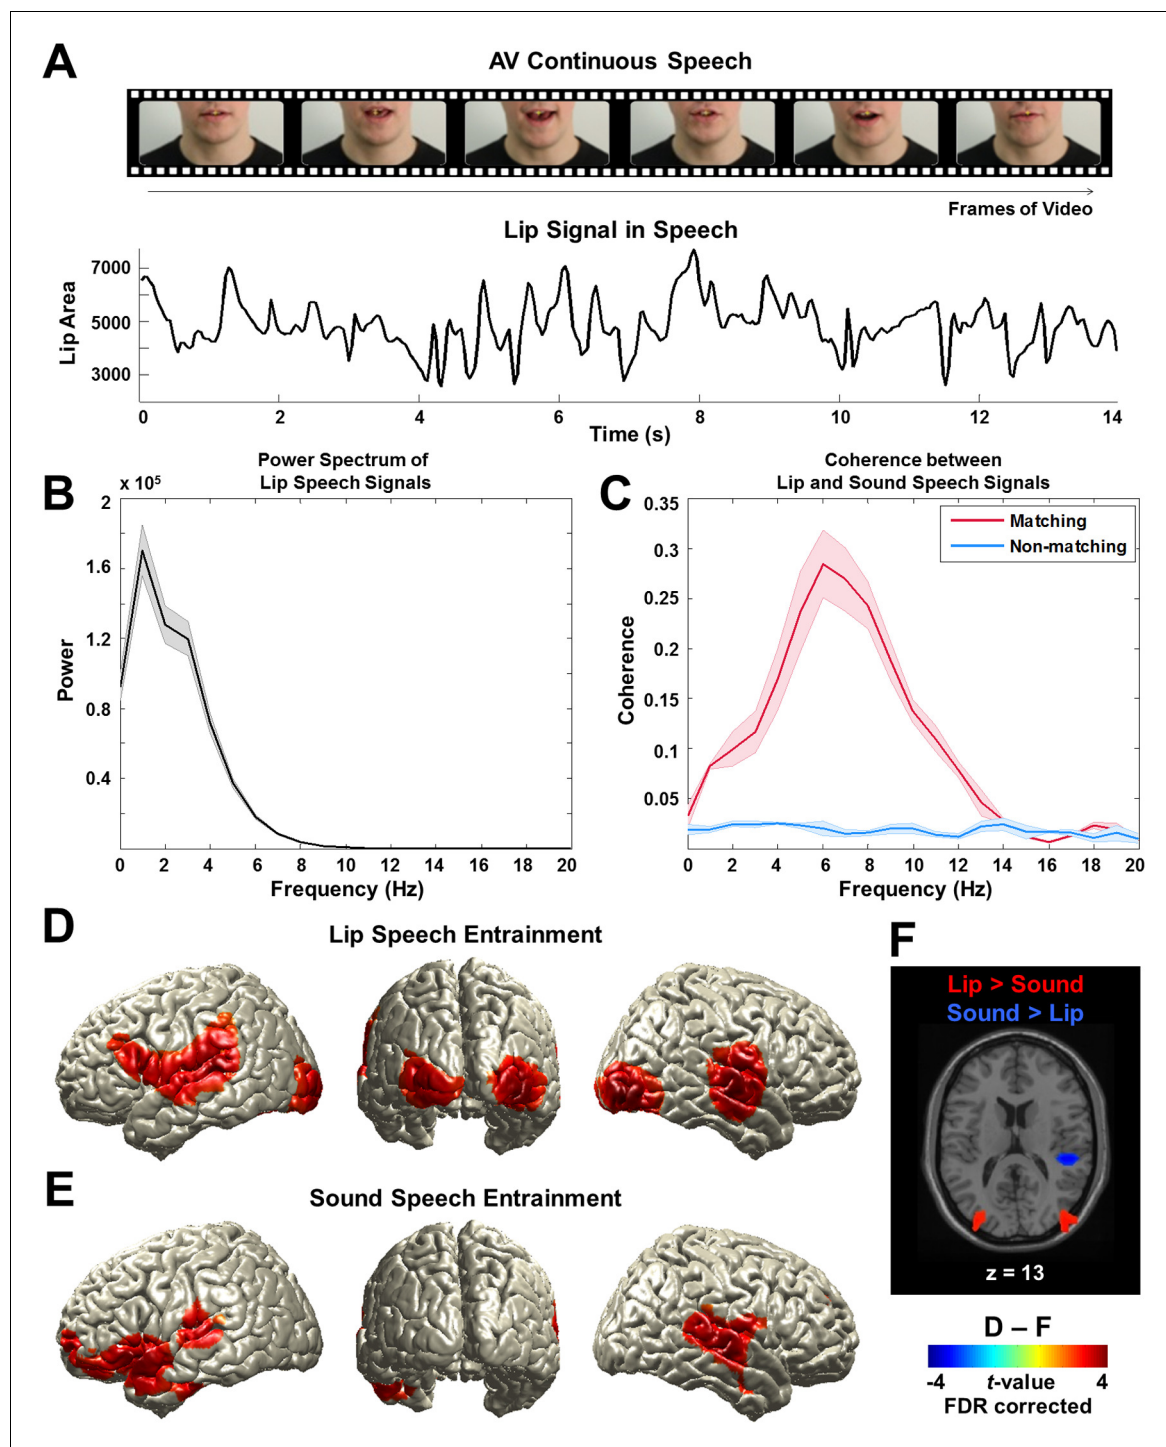 A
AV Continuous Speech
Frames of Video
Lip Signal in Speech
Lip Area
7000
5000
3000
0 2 4 6 8 10 12 14
Time (s)
B
Power Spectrum of
Lip Speech Signals
x 10⁵
Power
2
1.6
1.2
0.8
0.4
0 2 4 6 8 10 12 14 16 18 20
Frequency (Hz)
C
Coherence between
Lip and Sound Speech Signals
Matching
Non-matching
Coherence
0.35
0.3
0.25
0.2
0.15
0.1
0.05
0 2 4 6 8 10 12 14 16 18 20
Frequency (Hz)
D
Lip Speech Entrainment
E
Sound Speech Entrainment
F
Lip > Sound
Sound > Lip
z = 13
D – F
-4 t-value 4
FDR corrected